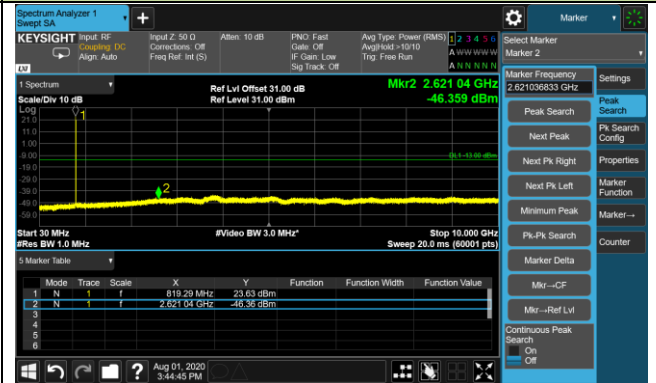 Spectrum Analyzer 1
Swept SA
Marker
KEYSIGHT
Input: RF
Coupling: DC
Align: Auto
Input Z: 50 Ω
Corrections: Off
Freq Ref: Int (S)
Atten: 10 dB
PNO: Fast
Gate: Off
IF Gain: Low
Sig Track: Off
Avg Type: Power (RMS)
Avg|Hold:>10/10
Trig: Free Run
1 2 3 4 5 6
A W W W W W
A N N N N N
LXI
1 Spectrum
Scale/Div 10 dB
Ref Lvl Offset 31.00 dB
Ref Level 31.00 dBm
Mkr2 2.621 04 GHz
-46.359 dBm
Log
21.0
11.0
1.00
-9.00
-19.0
-29.0
-39.0
-49.0
-59.0
1
2
DL1 -13.00 dBm
Start 30 MHz
#Video BW 3.0 MHz*
Stop 10.000 GHz
#Res BW 1.0 MHz
Sweep 20.0 ms (60001 pts)
5 Marker Table
Mode Trace Scale X Y Function Function Width Function Value
1 N 1 f 819.29 MHz 23.63 dBm
2 N 1 f 2.621 04 GHz -46.36 dBm
3
4
5
6
Aug 01, 2020
3:44:45 PM
Select Marker
Marker 2
Marker Frequency
2.621036833 GHz
Peak Search
Next Peak
Next Pk Right
Next Pk Left
Minimum Peak
Pk-Pk Search
Marker Delta
Mkr→CF
Mkr→Ref Lvl
Continuous Peak Search
On
Off
Settings
Peak Search
Pk Search Config
Properties
Marker Function
Marker→
Counter